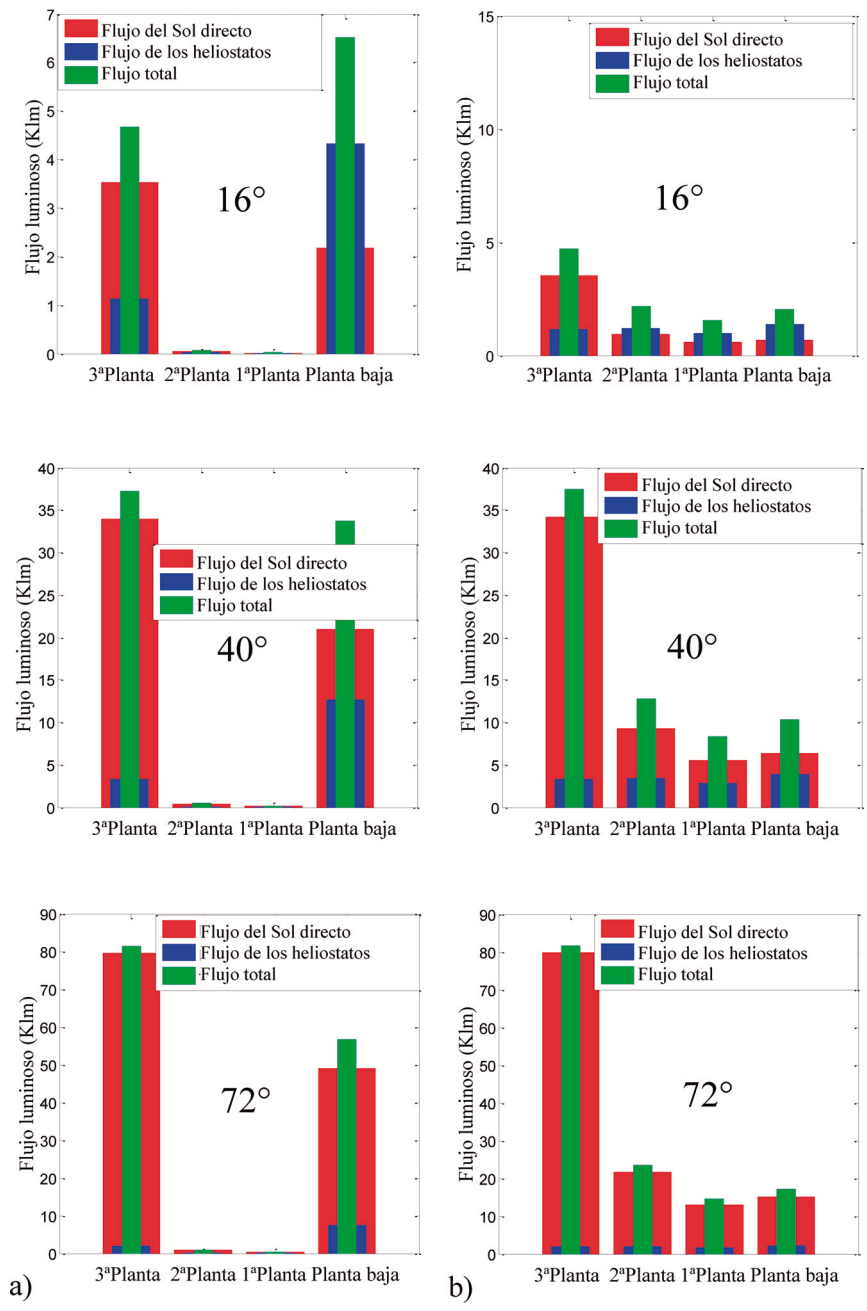 7
6
5
4
3
2
1
0
Flujo luminoso (Klm)
Flujo del Sol directo
Flujo de los heliostatos
Flujo total
16°
3ªPlanta 2ªPlanta 1ªPlanta Planta baja
15
10
5
0
Flujo luminoso (Klm)
Flujo del Sol directo
Flujo de los heliostatos
Flujo total
16°
3ªPlanta 2ªPlanta 1ªPlanta Planta baja
40
35
30
25
20
15
10
5
0
Flujo luminoso (Klm)
Flujo del Sol directo
Flujo de los heliostatos
Flujo total
40°
3ªPlanta 2ªPlanta 1ªPlanta Planta baja
40
35
30
25
20
15
10
5
0
Flujo luminoso (Klm)
Flujo del Sol directo
Flujo de los heliostatos
Flujo total
40°
3ªPlanta 2ªPlanta 1ªPlanta Planta baja
90
80
70
60
50
40
30
20
10
0
Flujo luminoso (Klm)
Flujo del Sol directo
Flujo de los heliostatos
Flujo total
72°
3ªPlanta 2ªPlanta 1ªPlanta Planta baja
a)
90
80
70
60
50
40
30
20
10
0
Flujo luminoso (Klm)
Flujo del Sol directo
Flujo de los heliostatos
Flujo total
72°
3ªPlanta 2ªPlanta 1ªPlanta Planta baja
b)